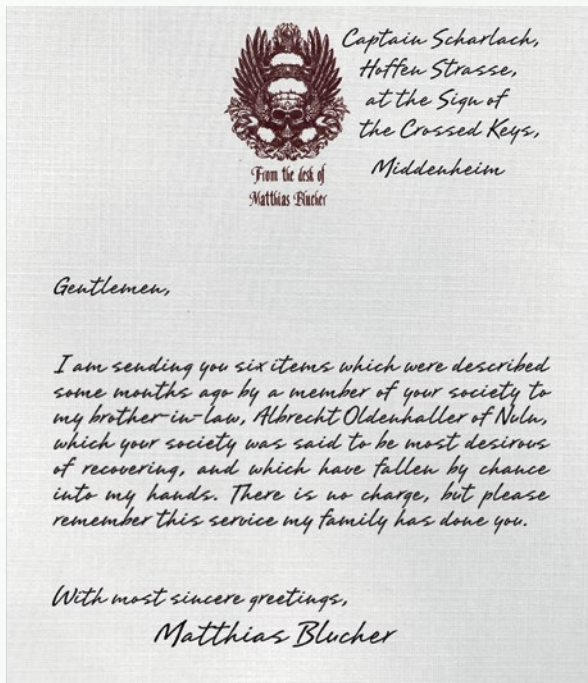 Captain Scharlach,
Hoffen Strasse,
at the Sign of
the Crossed Keys,
Middenheim
From the desk of
Matthias Blucher
Gentlemen,
I am sending you six items which were described
some months ago by a member of your society to
my brother-in-law, Albrecht Oldenhaller of Nuln,
which your society was said to be most desirous
of recovering, and which have fallen by chance
into my hands. There is no charge, but please
remember this service my family has done you.
With most sincere greetings,
Matthias Blucher